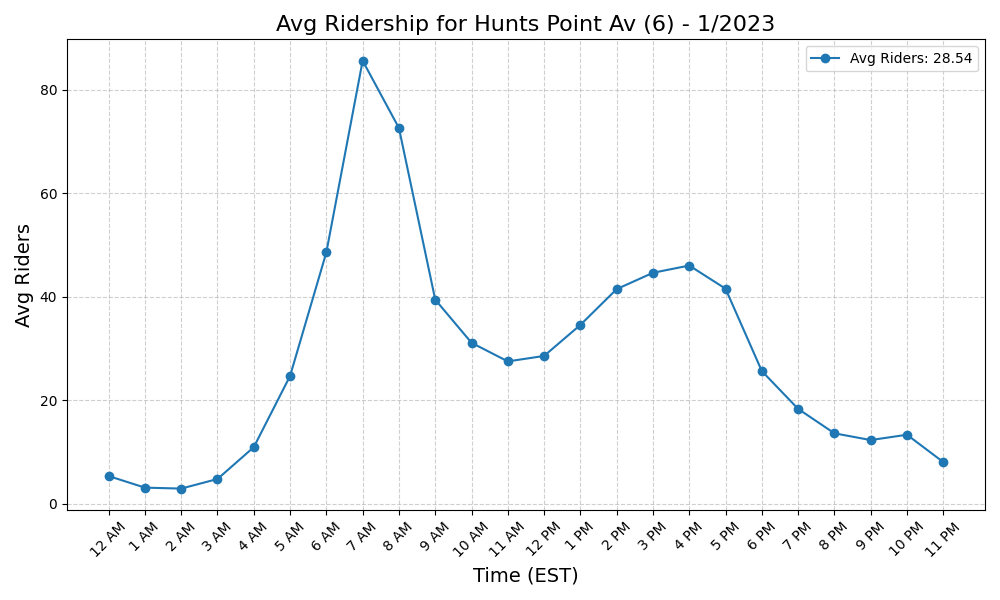 Avg Ridership for Hunts Point Av (6) - 1/2023
Avg Riders: 28.54
Avg Riders
80
60
40
20
0
12 AM
1 AM
2 AM
3 AM
4 AM
5 AM
6 AM
7 AM
8 AM
9 AM
10 AM
11 AM
12 PM
1 PM
2 PM
3 PM
4 PM
5 PM
6 PM
7 PM
8 PM
9 PM
10 PM
11 PM
Time (EST)